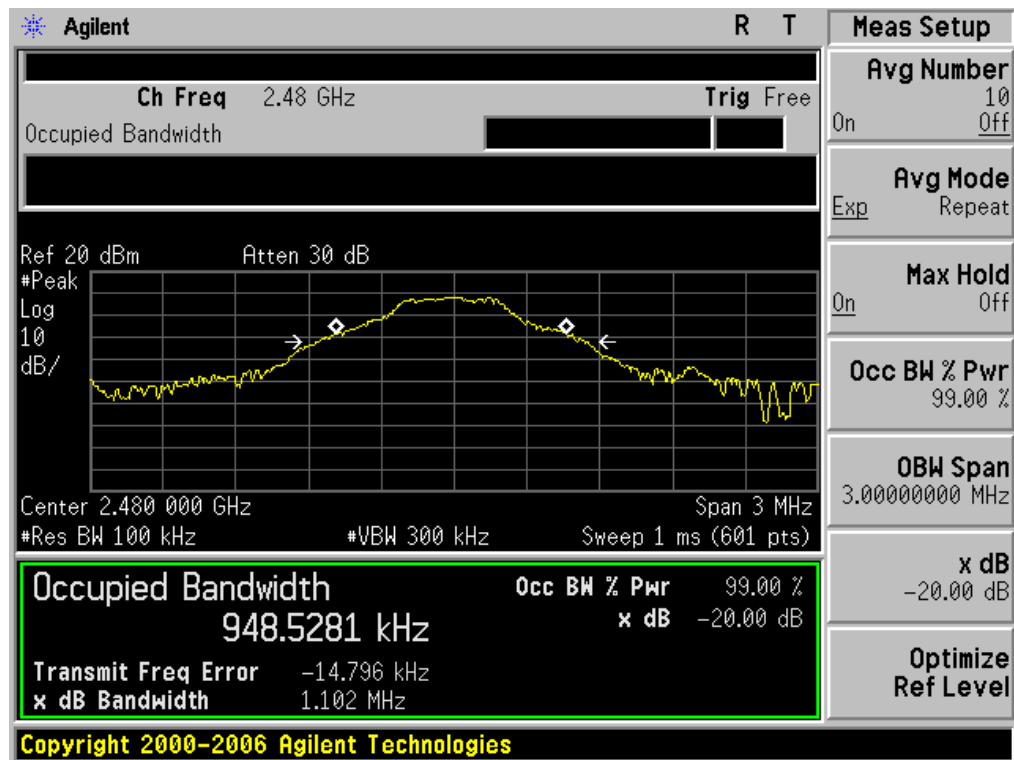 Agilent R T
Ch Freq 2.48 GHz Trig Free
Occupied Bandwidth
Ref 20 dBm Atten 30 dB
#Peak
Log
10
dB/
Center 2.480 000 GHz Span 3 MHz
#Res BW 100 kHz #VBW 300 kHz Sweep 1 ms (601 pts)
Occupied Bandwidth Occ BW % Pwr 99.00 %
948.5281 kHz x dB -20.00 dB
Transmit Freq Error -14.796 kHz
x dB Bandwidth 1.102 MHz
Copyright 2000-2006 Agilent Technologies
Meas Setup
Avg Number
10
On Off
Avg Mode
Exp Repeat
Max Hold
On Off
Occ BW % Pwr
99.00 %
OBW Span
3.00000000 MHz
x dB
-20.00 dB
Optimize
Ref Level